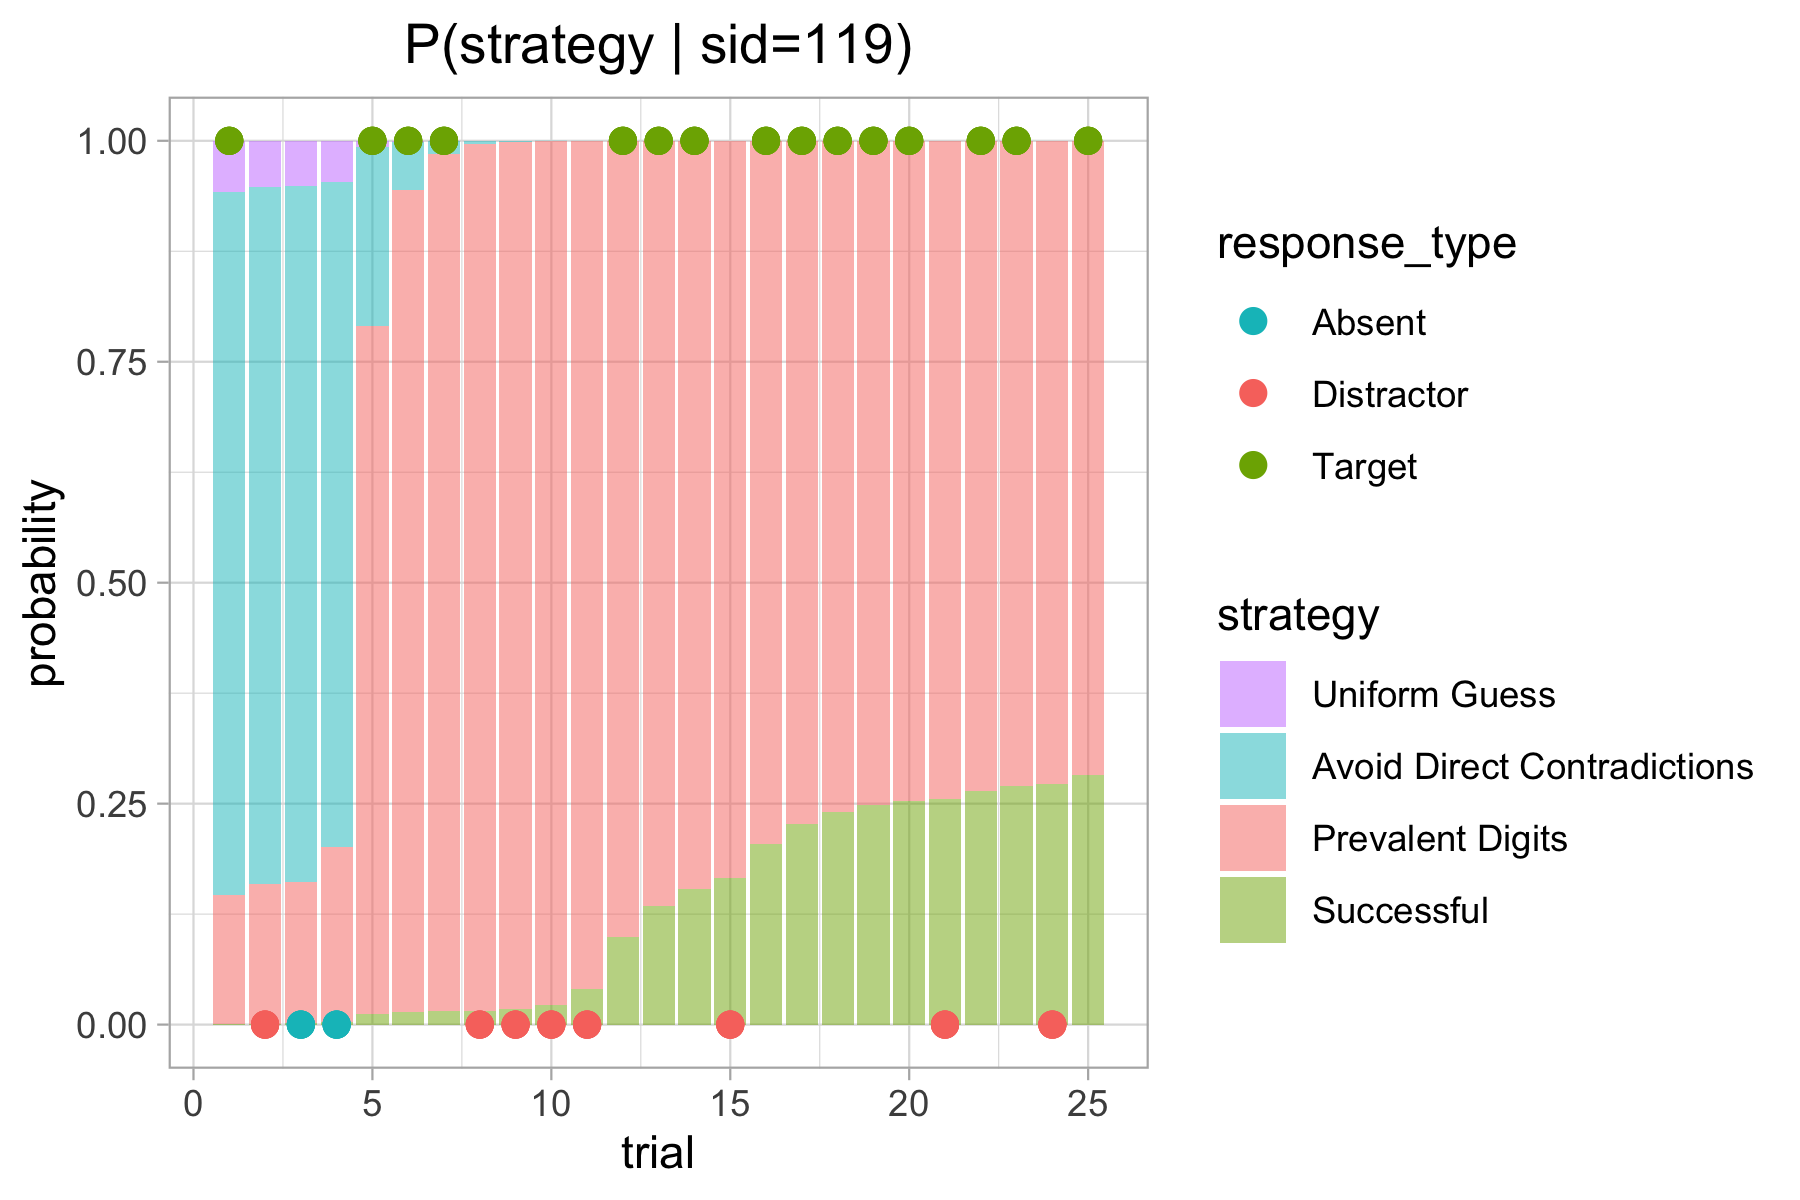 P(strategy | sid=119)
probability
1.00
0.75
0.50
0.25
0.00
0
5
10
15
20
25
trial
response_type
Absent
Distractor
Target
strategy
Uniform Guess
Avoid Direct Contradictions
Prevalent Digits
Successful